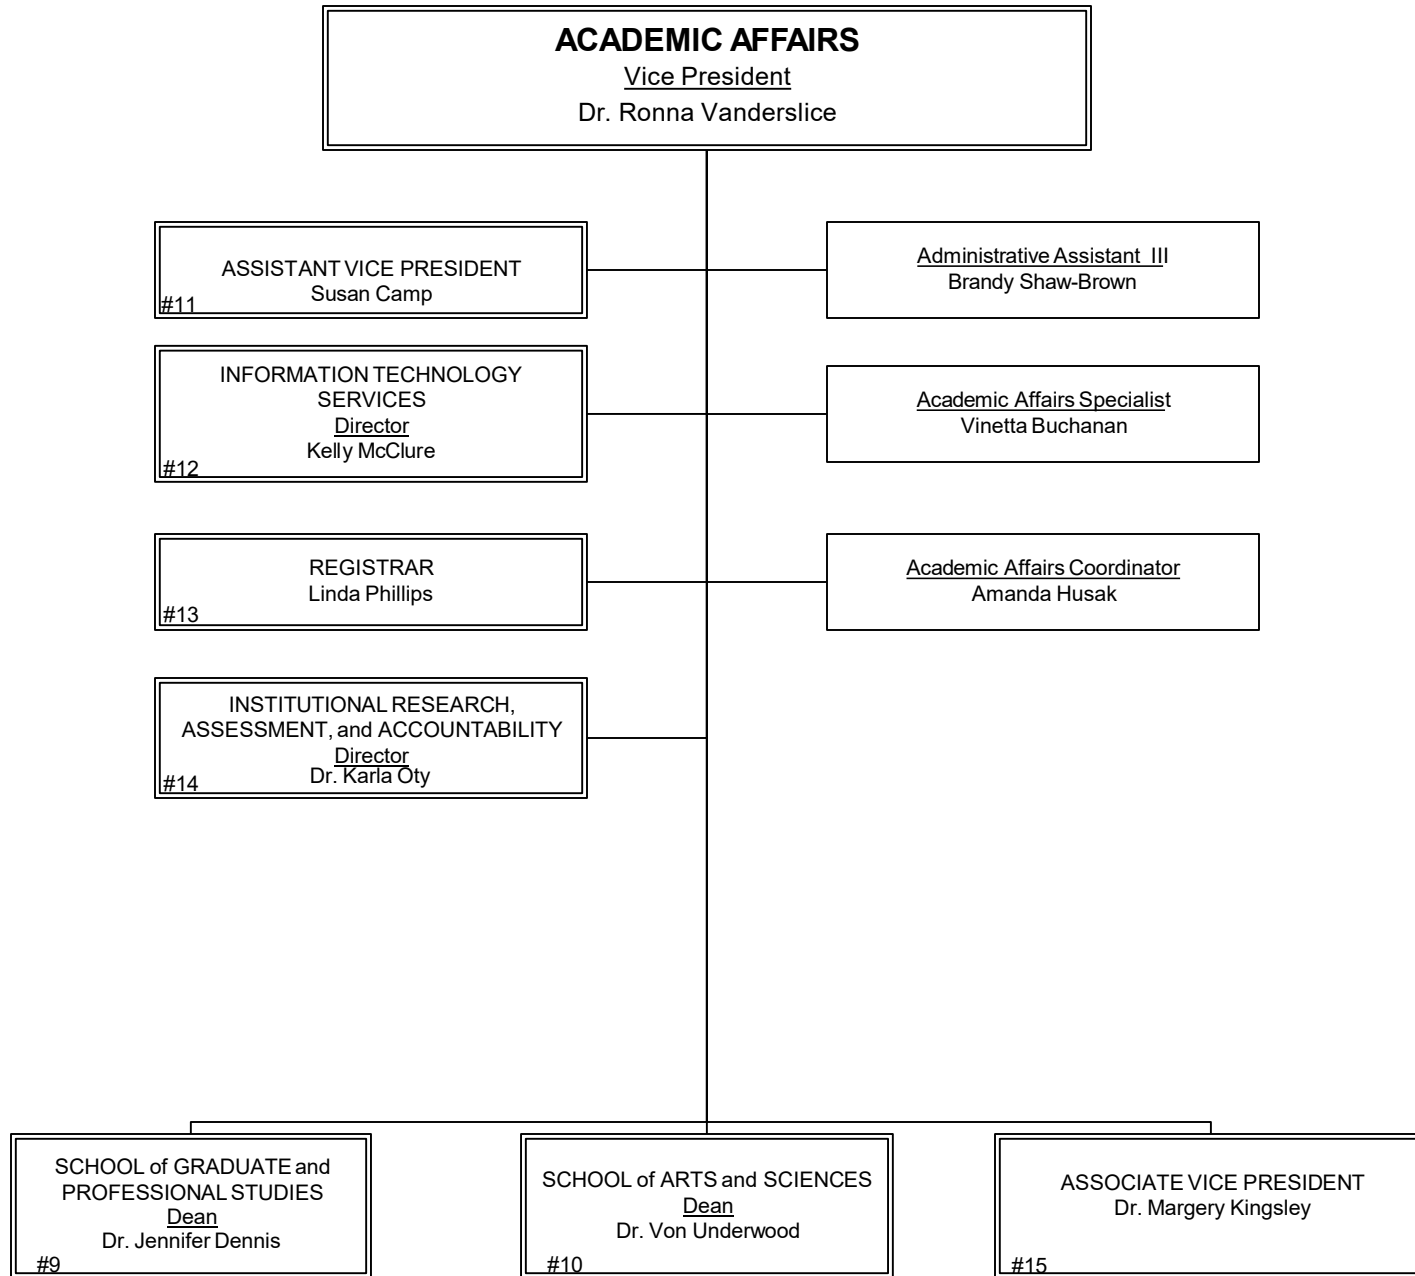 ACADEMIC AFFAIRS
Vice President
Dr. Ronna Vanderslice
ASSISTANT VICE PRESIDENT
Susan Camp
#11
Administrative Assistant III
Brandy Shaw-Brown
INFORMATION TECHNOLOGY
SERVICES
Director
Kelly McClure
#12
Academic Affairs Specialist
Vinetta Buchanan
REGISTRAR
Linda Phillips
#13
Academic Affairs Coordinator
Amanda Husak
INSTITUTIONAL RESEARCH,
ASSESSMENT, and ACCOUNTABILITY
Director
Dr. Karla Oty
#14
SCHOOL of GRADUATE and
PROFESSIONAL STUDIES
Dean
Dr. Jennifer Dennis
#9
SCHOOL of ARTS and SCIENCES
Dean
Dr. Von Underwood
#10
ASSOCIATE VICE PRESIDENT
Dr. Margery Kingsley
#15